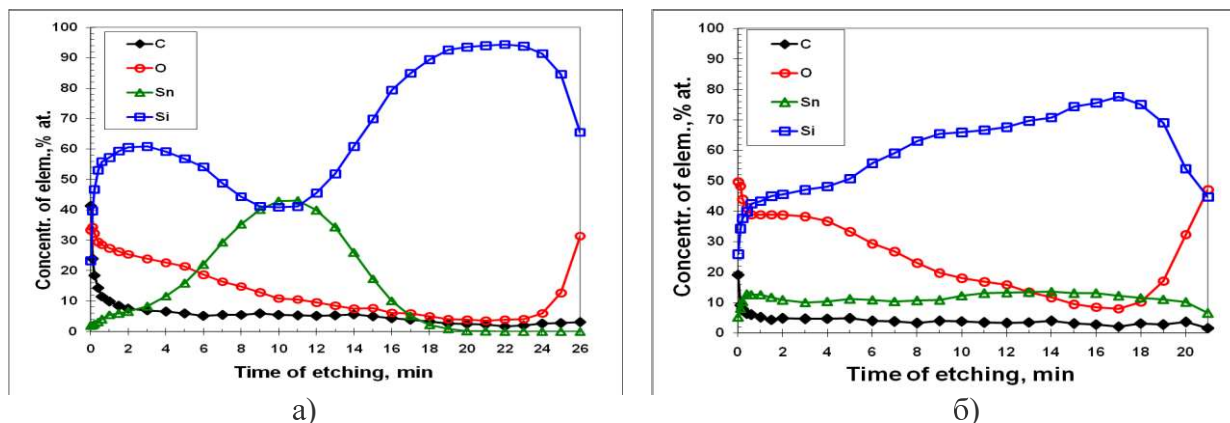 100
90
80
70
60
50
40
30
20
10
0
C
O
Sn
Si
Concentr. of elem.,% at.
0 2 4 6 8 10 12 14 16 18 20 22 24 26
Time of etching, min
а)
100
90
80
70
60
50
40
30
20
10
0
C
O
Sn
Si
Concentr. of elem.,% at.
0 2 4 6 8 10 12 14 16 18 20
Time of etching, min
б)